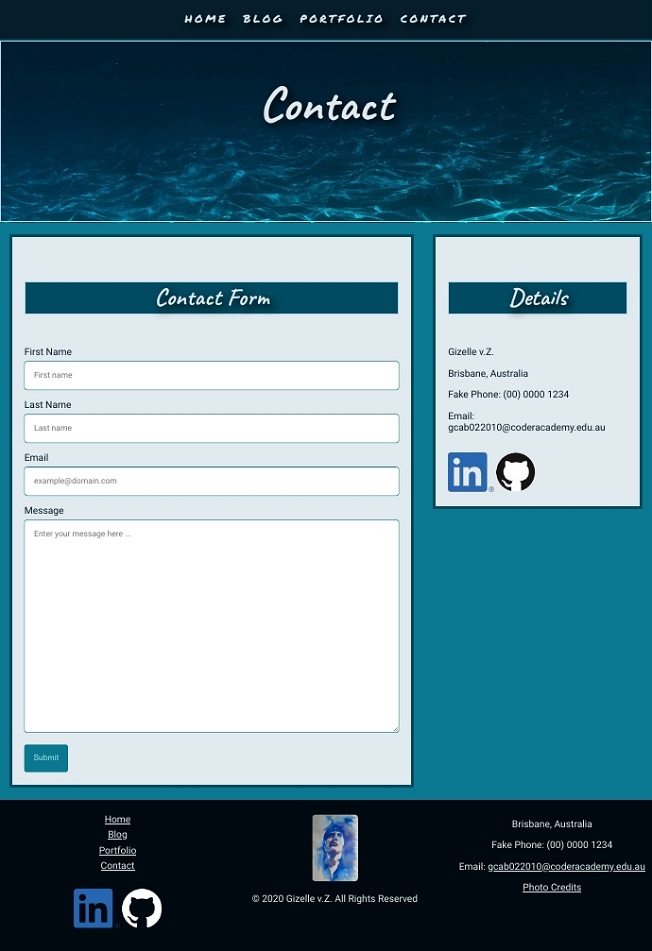 HOME BLOG PORTFOLIO CONTACT
Contact
Contact Form
First Name
First name
Last Name
Last name
Email
example@domain.com
Message
Enter your message here ...
Submit
Details
Gizelle v.Z.
Brisbane, Australia
Fake Phone: (00) 0000 1234
Email:
gcab022010@coderacademy.edu.au
in
Home
Blog
Portfolio
Contact
in
© 2020 Gizelle v.Z. All Rights Reserved
Brisbane, Australia
Fake Phone: (00) 0000 1234
Email: gcab022010@coderacademy.edu.au
Photo Credits